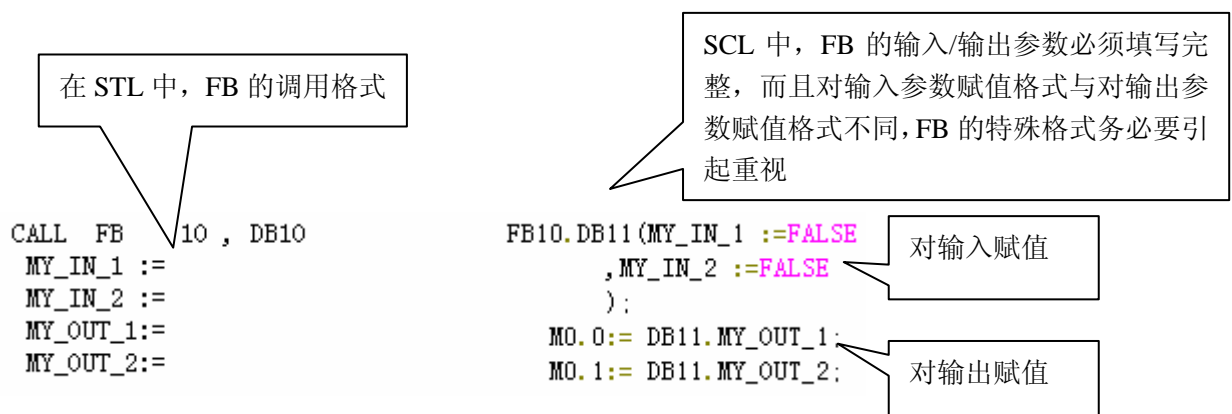 在 STL 中，FB 的调用格式
SCL 中，FB 的输入/输出参数必须填写完
整，而且对输入参数赋值格式与对输出参
数赋值格式不同，FB 的特殊格式务必要引
起重视
CALL FB 10 , DB10
MY_IN_1 :=
MY_IN_2 :=
MY_OUT_1:=
MY_OUT_2:=
FB10.DB11(MY_IN_1 :=FALSE
,MY_IN_2 :=FALSE
);
M0.0:= DB11.MY_OUT_1;
M0.1:= DB11.MY_OUT_2;
对输入赋值
对输出赋值